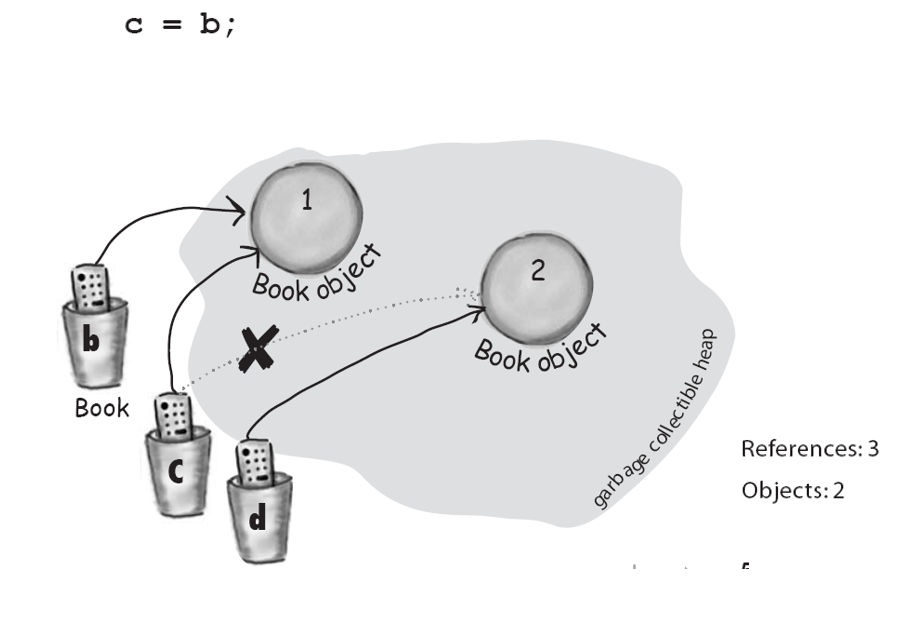 c = b;
1
Book object
2
Book object
b
Book
c
d
garbage collectible heap
References: 3
Objects: 2